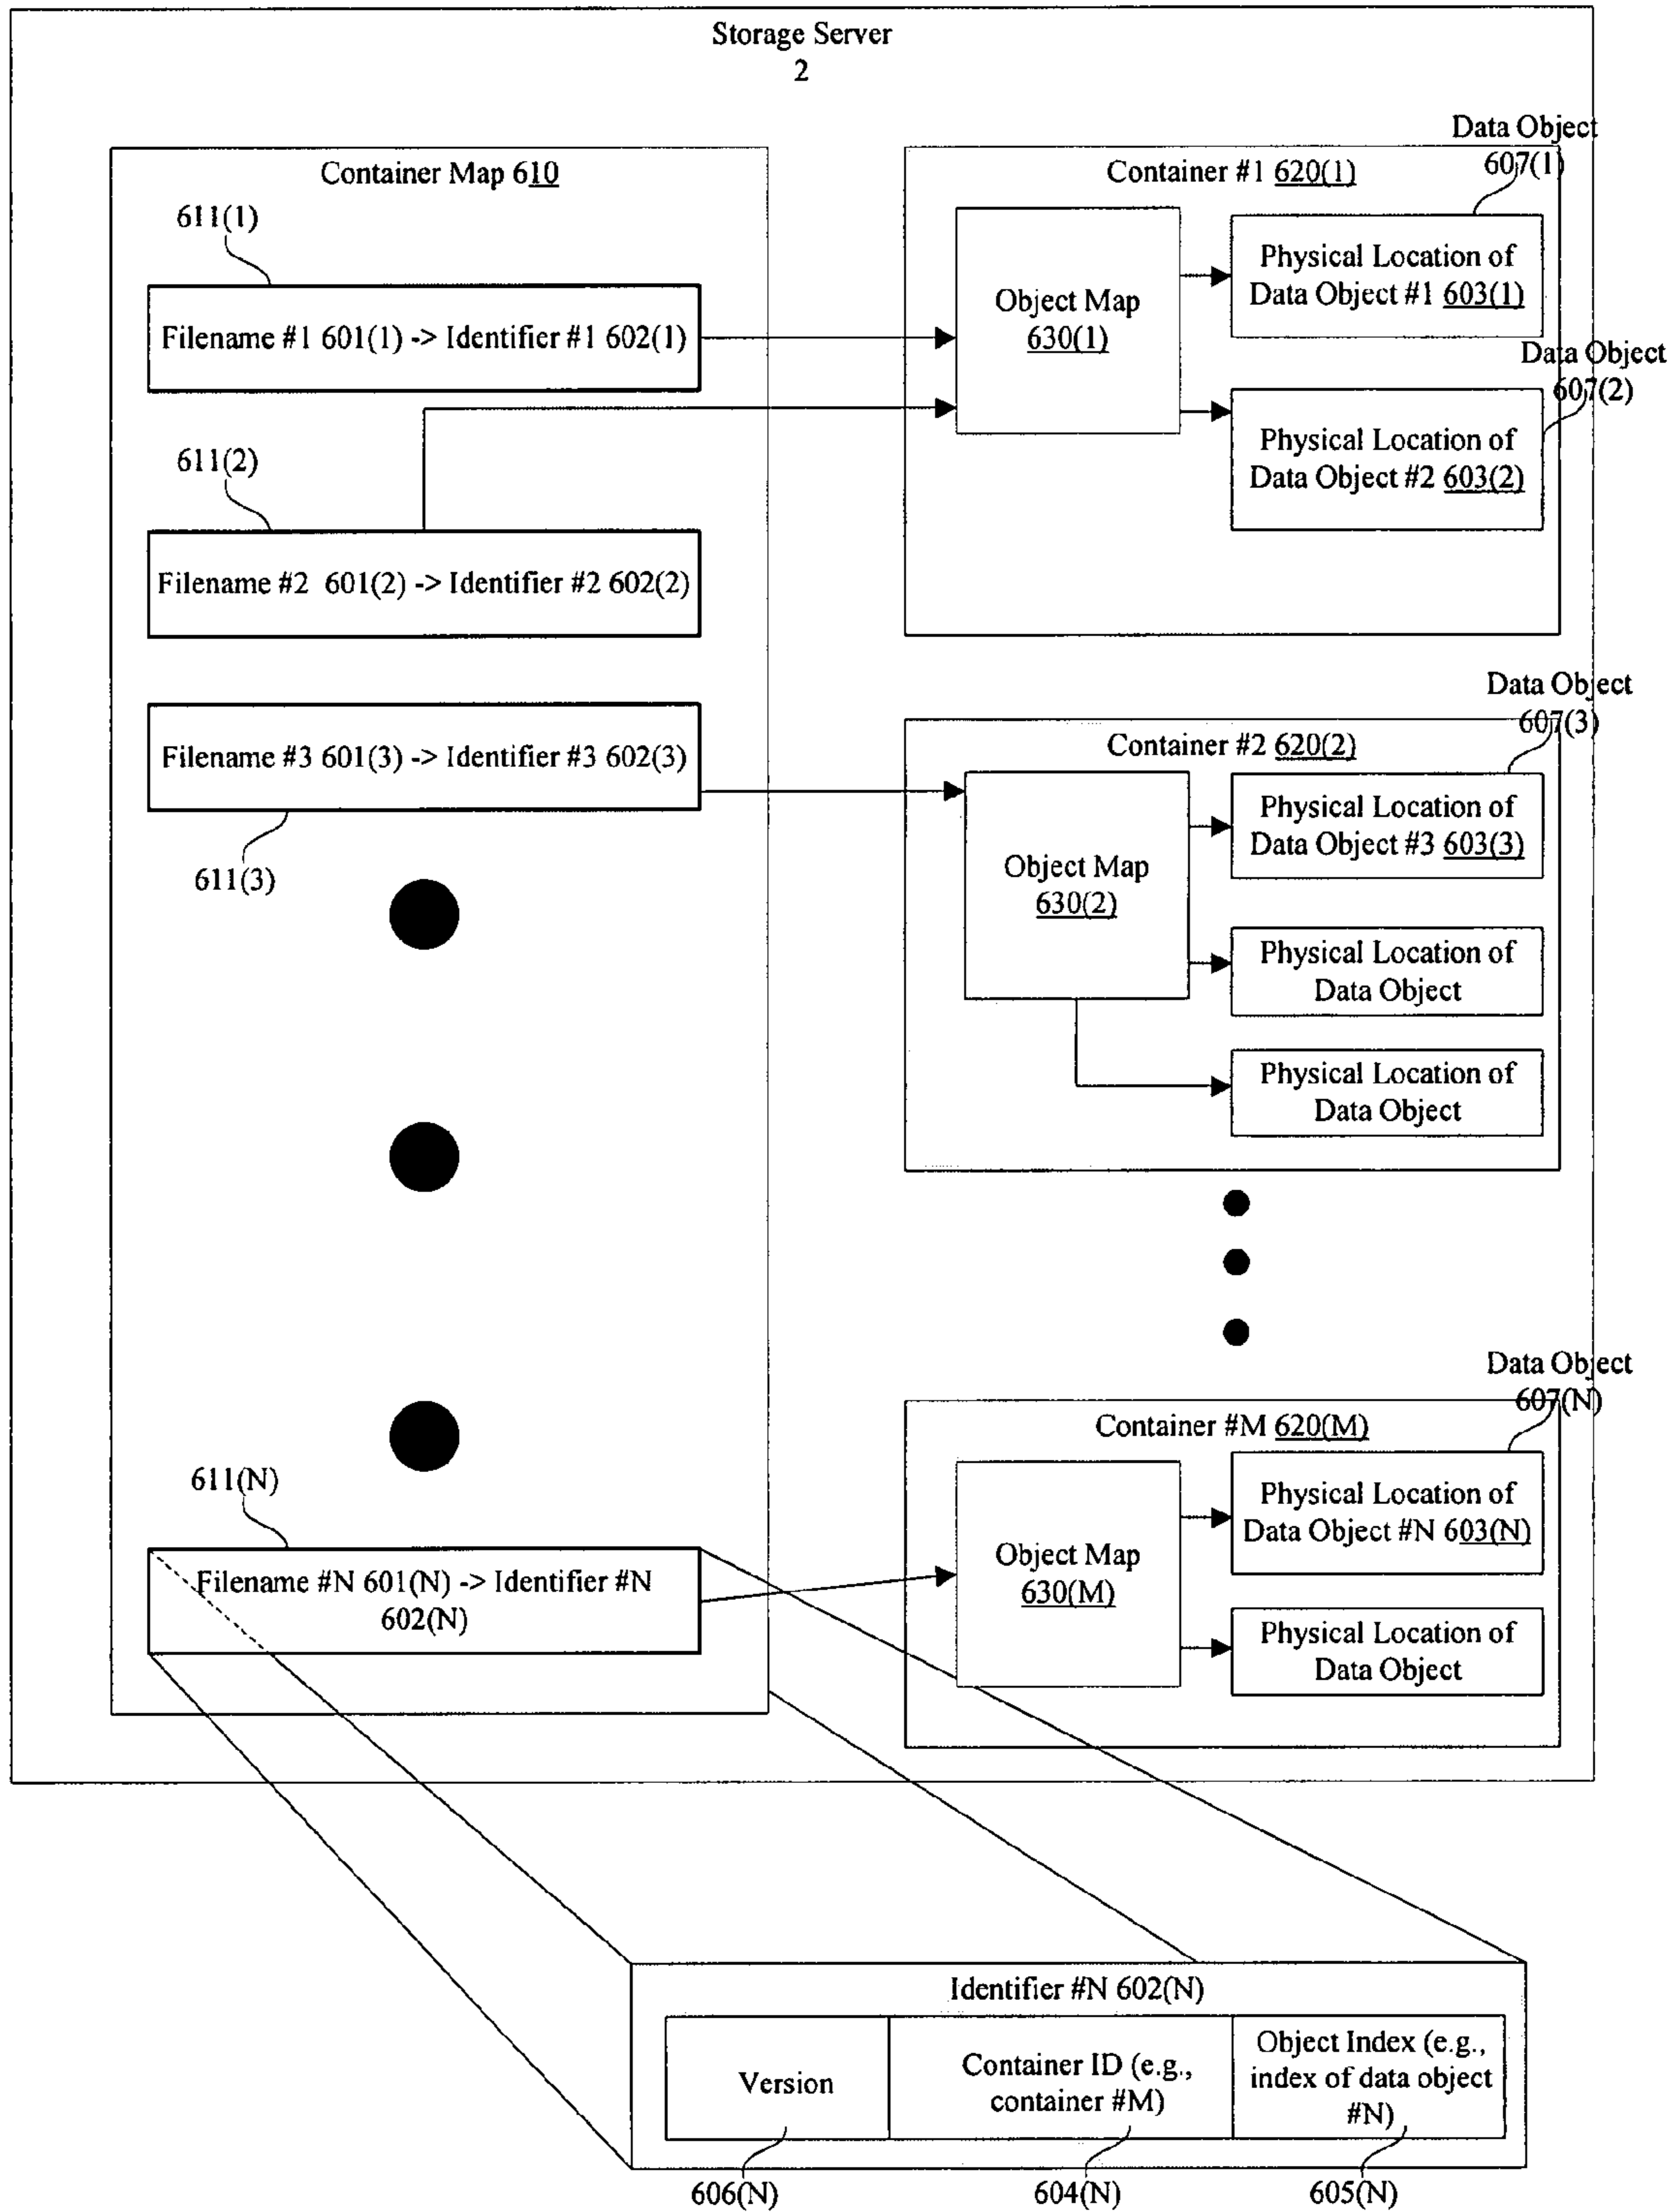 Storage Server
2
Container Map 610
611(1)
Filename #1 601(1) -> Identifier #1 602(1)
611(2)
Filename #2 601(2) -> Identifier #2 602(2)
Filename #3 601(3) -> Identifier #3 602(3)
611(3)
611(N)
Filename #N 601(N) -> Identifier #N
602(N)
Data Object
607(1)
Container #1 620(1)
Object Map
630(1)
Physical Location of
Data Object #1 603(1)
Data Object
607(2)
Physical Location of
Data Object #2 603(2)
Data Object
607(3)
Container #2 620(2)
Object Map
630(2)
Physical Location of
Data Object #3 603(3)
Physical Location of
Data Object
Physical Location of
Data Object
Data Object
607(N)
Container #M 620(M)
Object Map
630(M)
Physical Location of
Data Object #N 603(N)
Physical Location of
Data Object
Identifier #N 602(N)
Version
Container ID (e.g.,
container #M)
Object Index (e.g.,
index of data object
#N)
606(N)
604(N)
605(N)